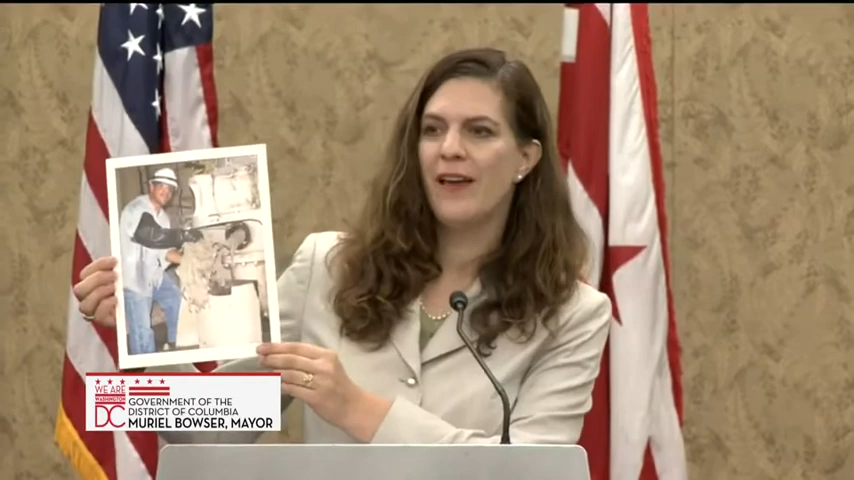 WE ARE
WASHINGTON
DC
GOVERNMENT OF THE
DISTRICT OF COLUMBIA
MURIEL BOWSER, MAYOR